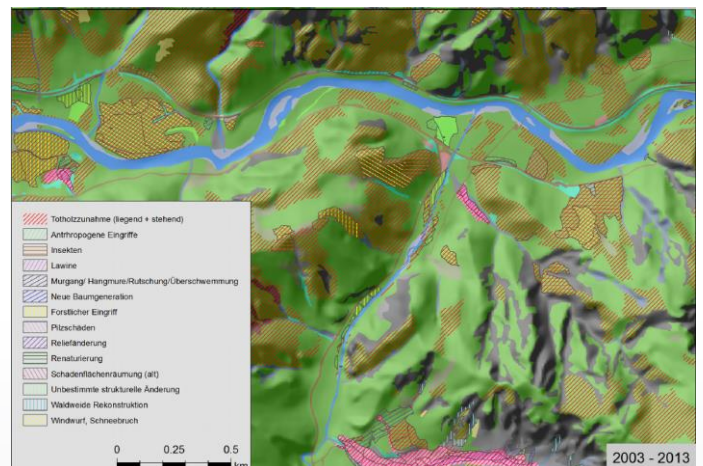 Totholzzunahme (liegend + stehend)
Antrhropogene Eingriffe
Insekten
Lawine
Murgang/ Hangmure/Rutschung/Überschwemmung
Neue Baumgeneration
Forstlicher Eingriff
Pilzschäden
Reliefänderung
Renaturierung
Schadenflächenräumung (alt)
Unbestimmte strukturelle Änderung
Waldweide Rekonstruktion
Windwurf, Schneebruch
0 0.25 0.5
km
2003 - 2013